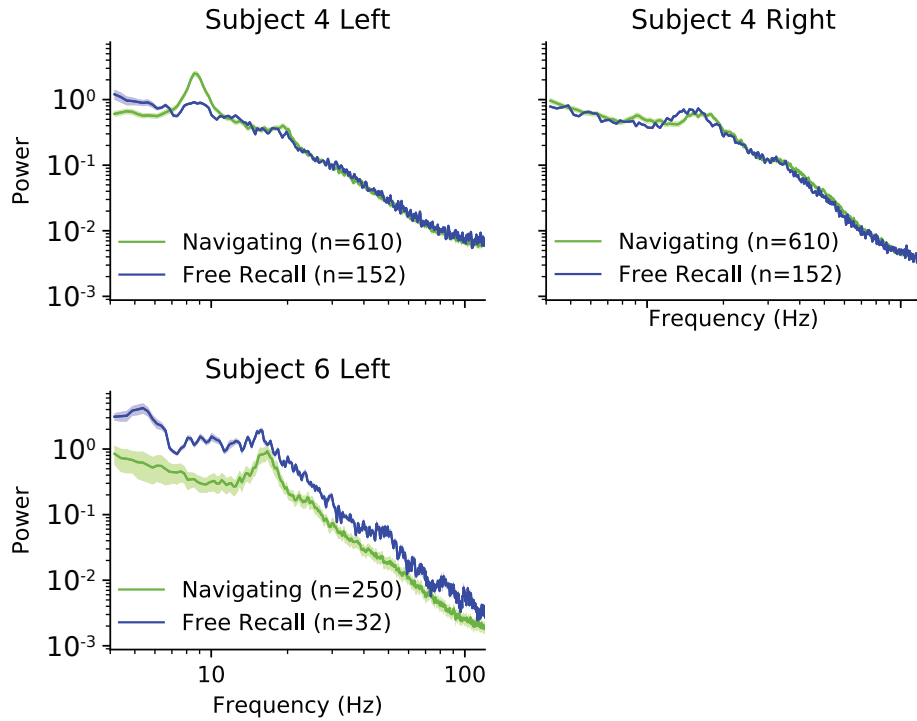 Subject 4 Left
Power
10^0
10^-1
10^-2
10^-3
Navigating (n=610)
Free Recall (n=152)
Subject 4 Right
Navigating (n=610)
Free Recall (n=152)
Frequency (Hz)
Subject 6 Left
Power
10^0
10^-1
10^-2
10^-3
Navigating (n=250)
Free Recall (n=32)
10
100
Frequency (Hz)